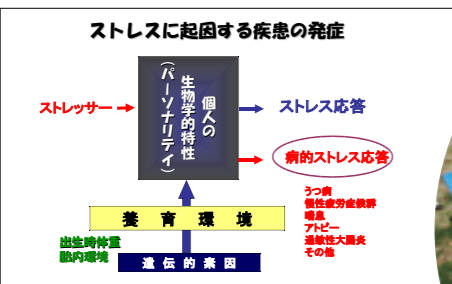 ストレスに起因する疾患の発症
個人の
生物学的特性
(パーソナリテイ)
ストレッサー
ストレス応答
病的ストレス応答
うつ病
慢性疲労症候群
喘息
アトピー
過敏性大腸炎
その他
養育環境
出生時体重
胎内環境
遺伝的素因